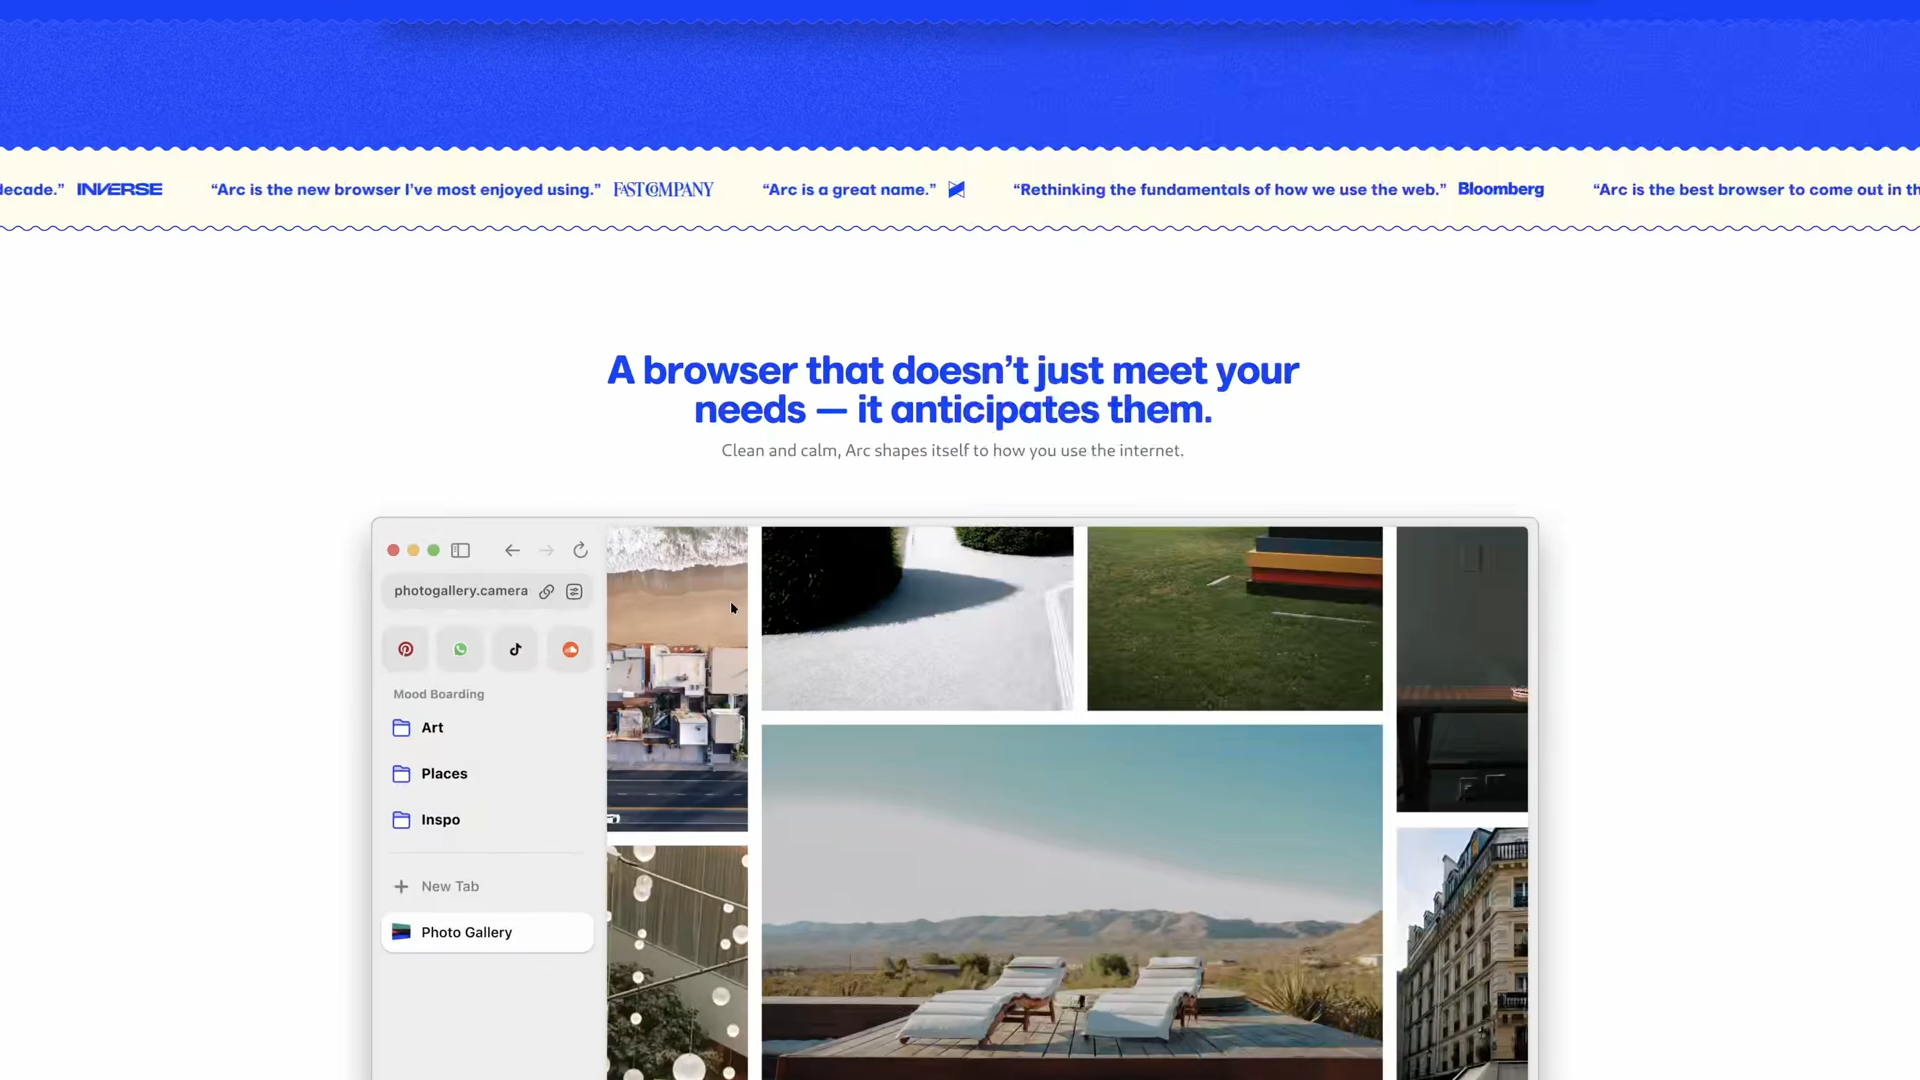 decade.” INVERSE “Arc is the new browser I’ve most enjoyed using.” FAST COMPANY “Arc is a great name.” “Rethinking the fundamentals of how we use the web.” Bloomberg “Arc is the best browser to come out in th
A browser that doesn’t just meet your
needs — it anticipates them.
Clean and calm, Arc shapes itself to how you use the internet.
photogallery.camera
Mood Boarding
Art
Places
Inspo
New Tab
Photo Gallery